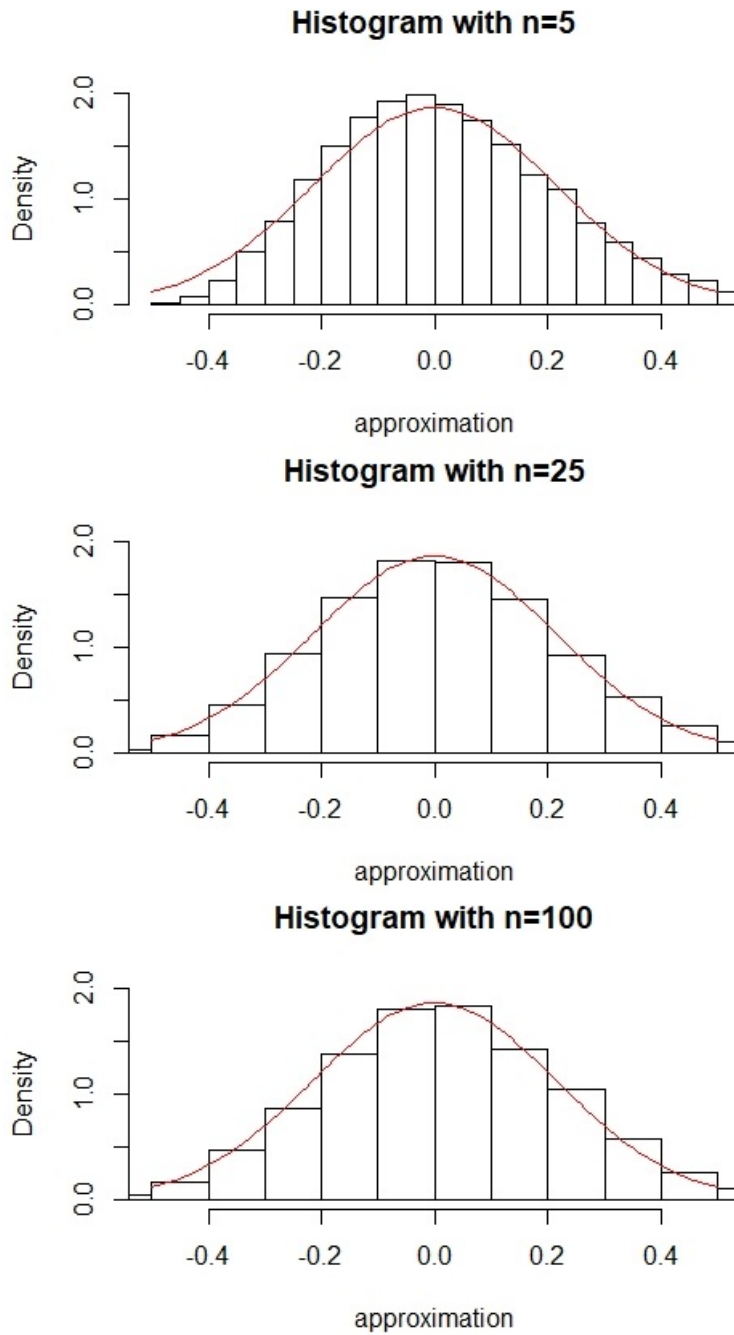 Histogram with n=5
2.0
1.0
0.0
Density
-0.4 -0.2 0.0 0.2 0.4
approximation
Histogram with n=25
2.0
1.0
0.0
Density
-0.4 -0.2 0.0 0.2 0.4
approximation
Histogram with n=100
2.0
1.0
0.0
Density
-0.4 -0.2 0.0 0.2 0.4
approximation